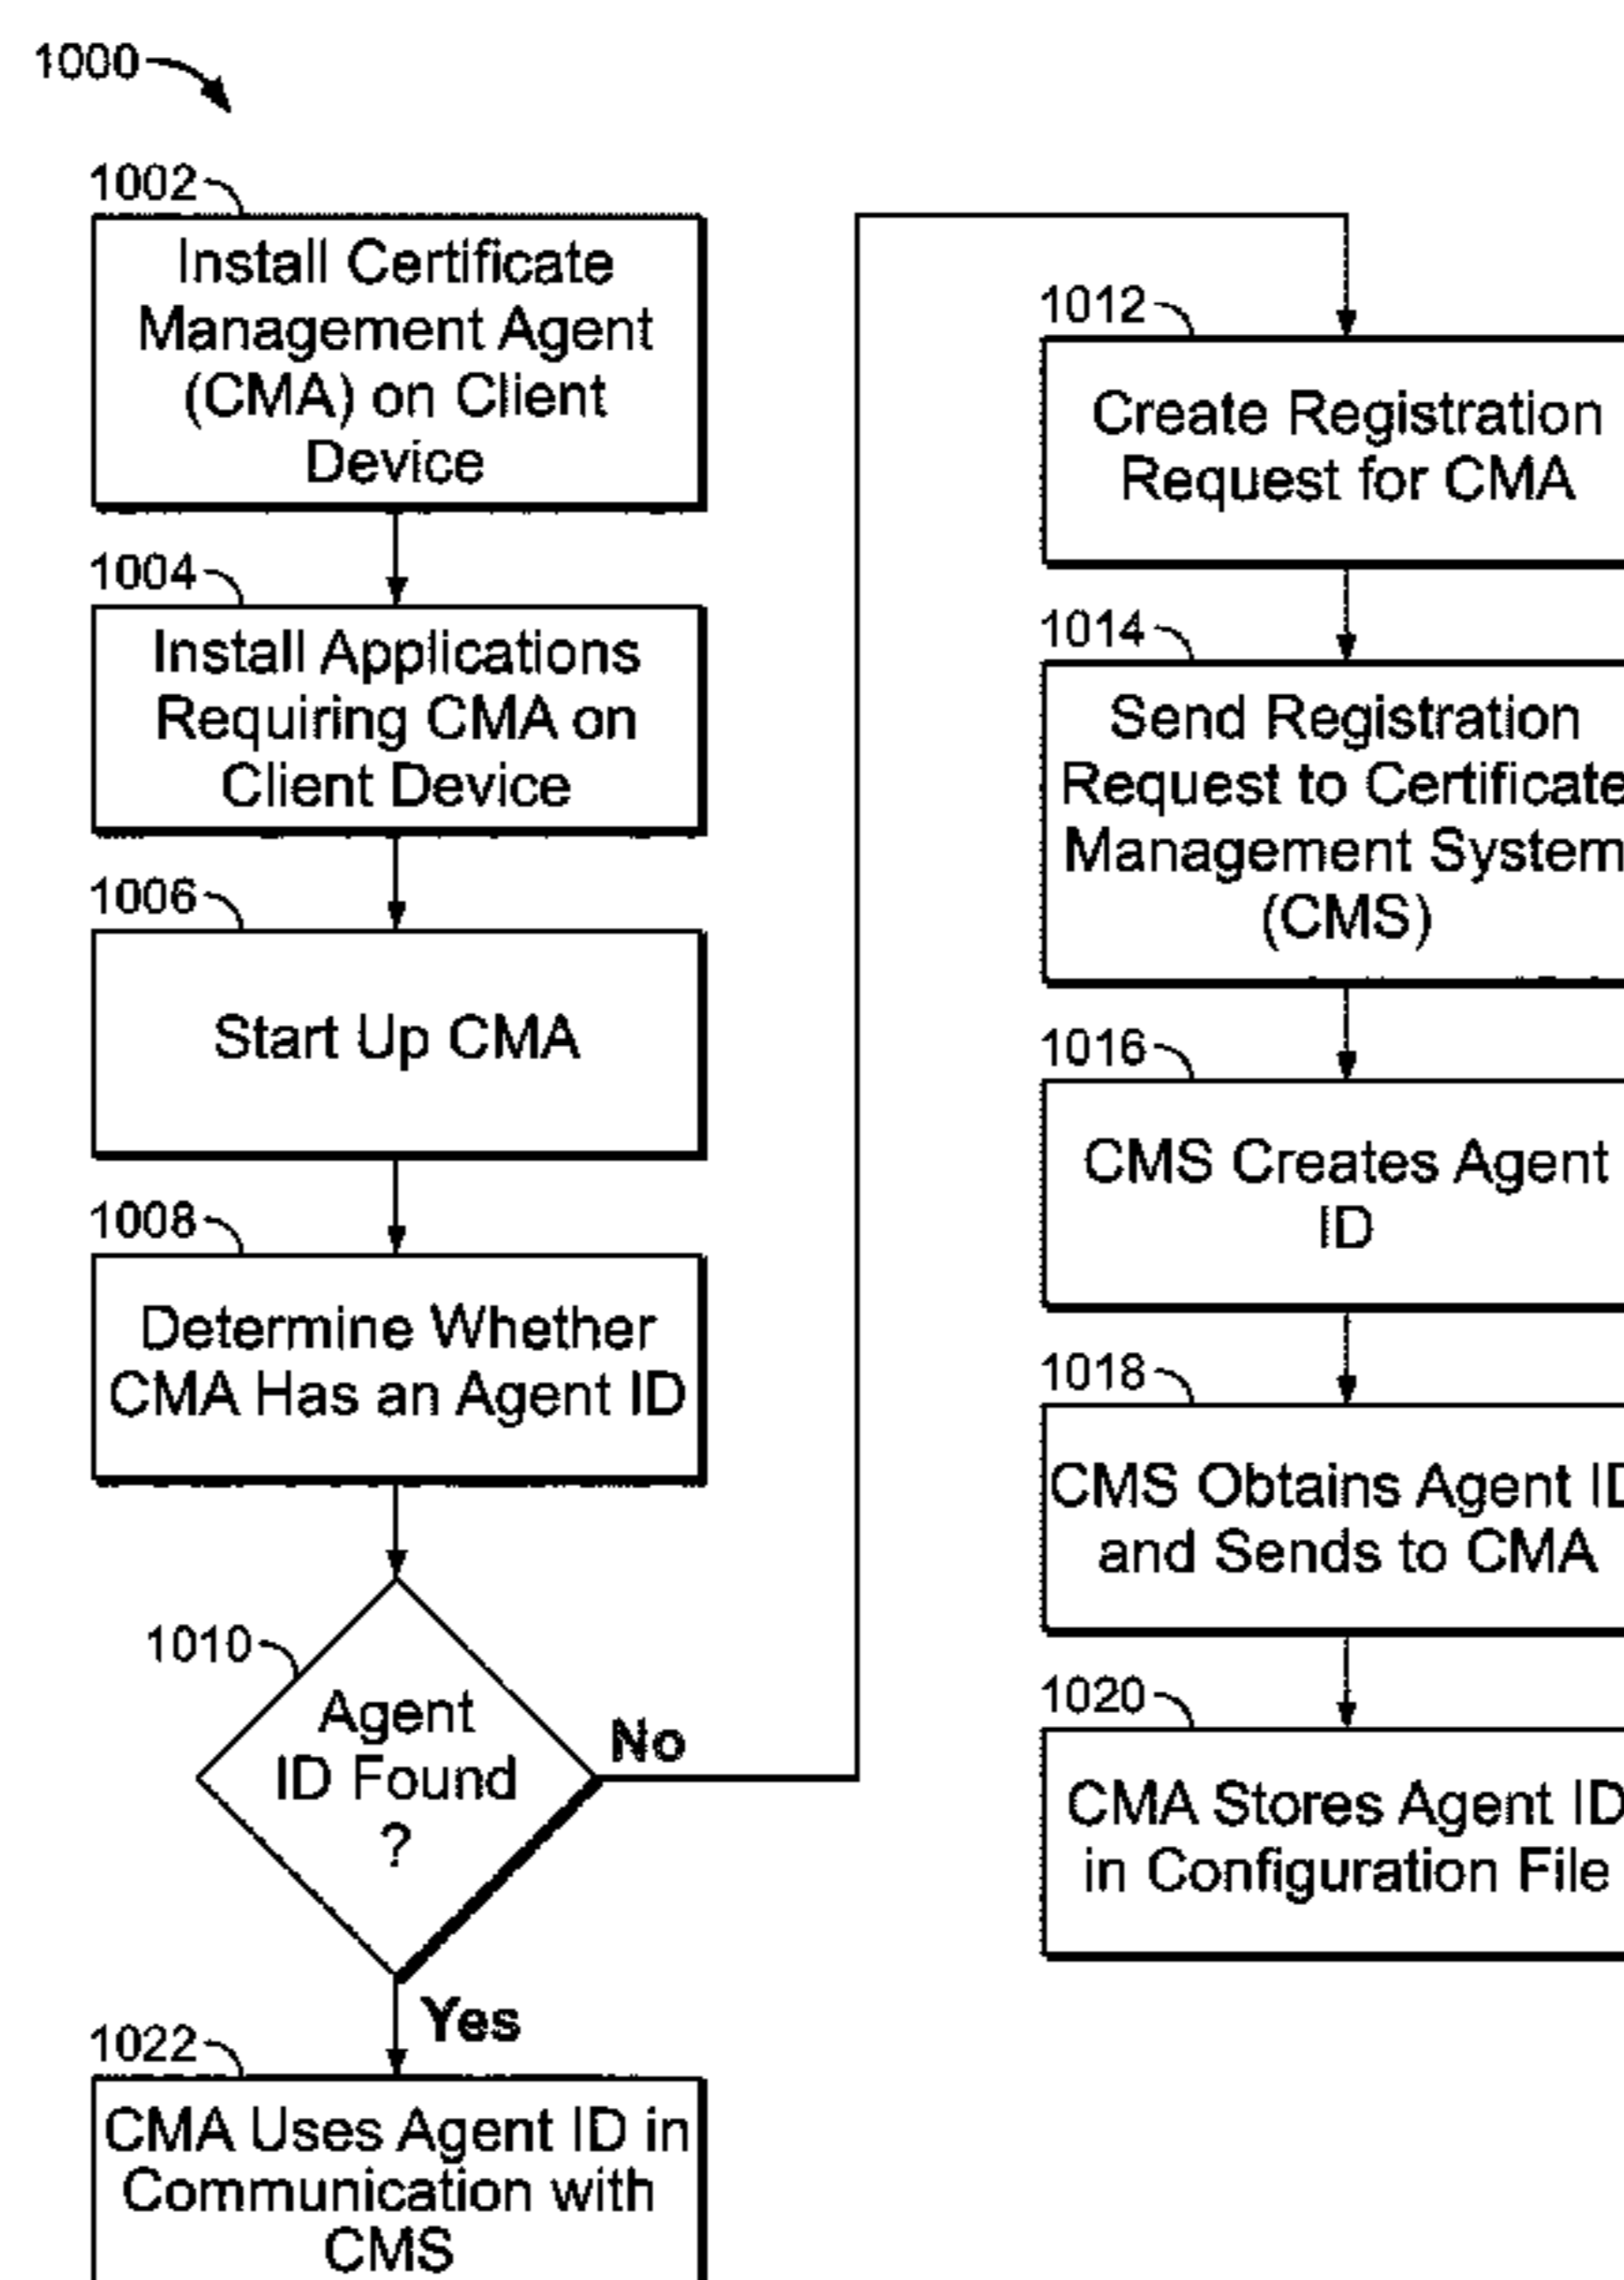 1000
1002
Install Certificate
Management Agent
(CMA) on Client
Device
1004
Install Applications
Requiring CMA on
Client Device
1006
Start Up CMA
1008
Determine Whether
CMA Has an Agent ID
1010
Agent
ID Found
?
No
Yes
1022
CMA Uses Agent ID in
Communication with
CMS
1012
Create Registration
Request for CMA
1014
Send Registration
Request to Certificate
Management System
(CMS)
1016
CMS Creates Agent
ID
1018
CMS Obtains Agent ID
and Sends to CMA
1020
CMA Stores Agent ID
in Configuration File